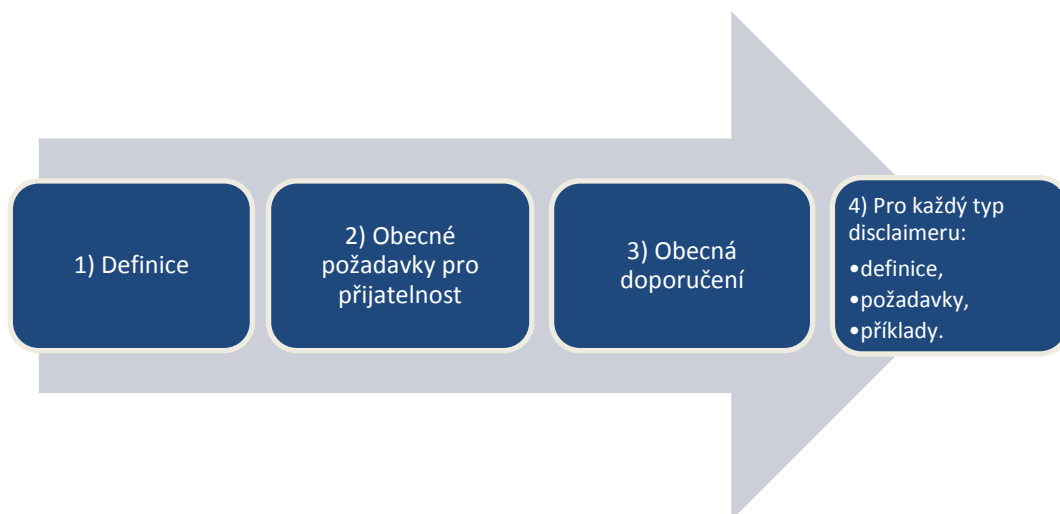 1) Definice
2) Obecné
požadavky pro
přijatelnost
3) Obecná
doporučení
4) Pro každý typ
disclaimeru:
•definice,
•požadavky,
•příklady.